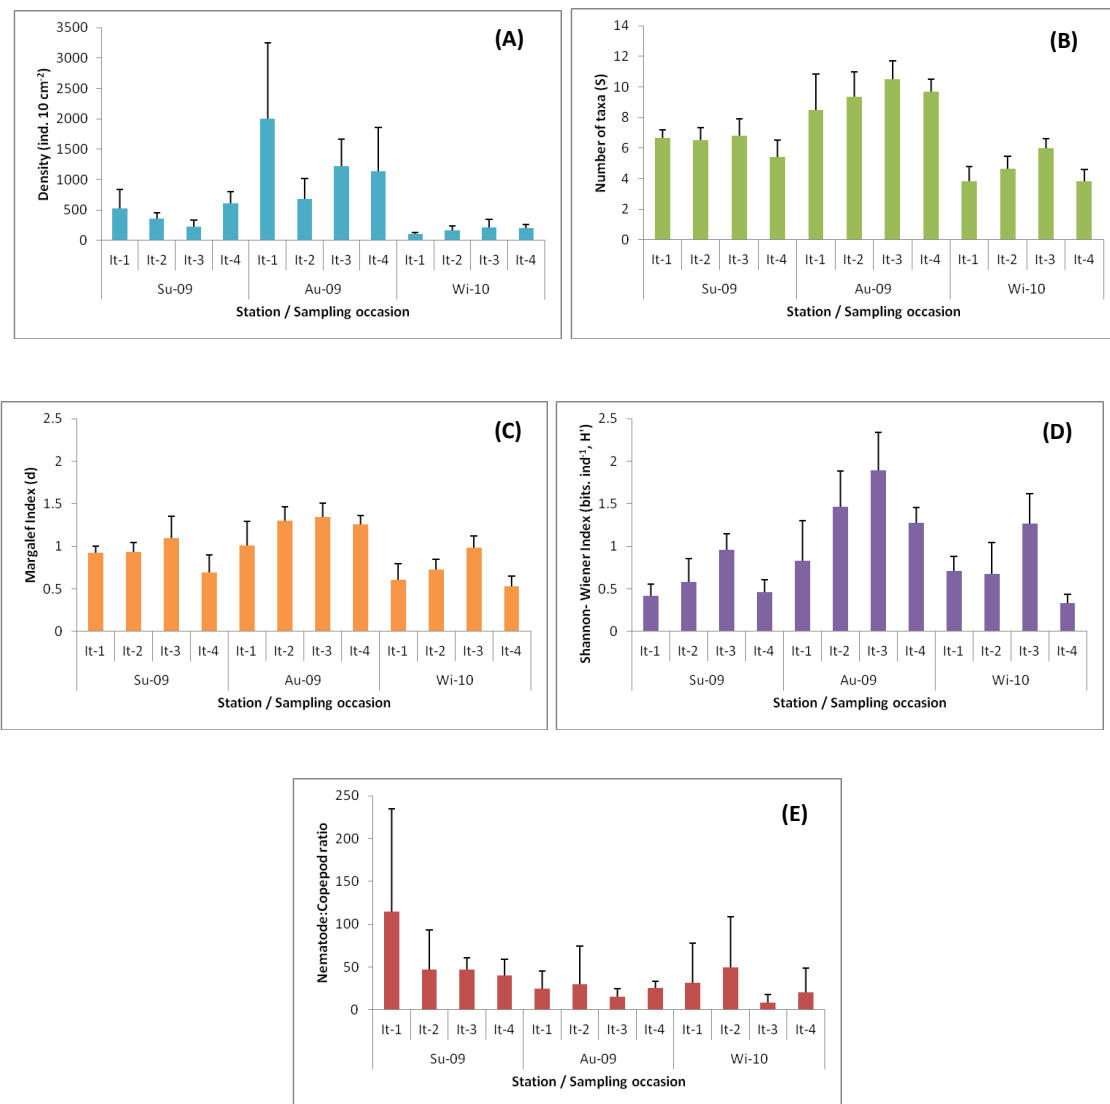 (A)
Density (ind. 10 cm⁻²)
3500
3000
2500
2000
1500
1000
500
0
It-1 It-2 It-3 It-4 It-1 It-2 It-3 It-4 It-1 It-2 It-3 It-4
Su-09 Au-09 Wi-10
Station / Sampling occasion
(B)
Number of taxa (S)
14
12
10
8
6
4
2
0
It-1 It-2 It-3 It-4 It-1 It-2 It-3 It-4 It-1 It-2 It-3 It-4
Su-09 Au-09 Wi-10
Station / Sampling occasion
(C)
Margalef Index (d)
2.5
2
1.5
1
0.5
0
It-1 It-2 It-3 It-4 It-1 It-2 It-3 It-4 It-1 It-2 It-3 It-4
Su-09 Au-09 Wi-10
Station / Sampling occasion
(D)
Shannon- Wiener Index (bits. ind⁻¹, H')
2.5
2
1.5
1
0.5
0
It-1 It-2 It-3 It-4 It-1 It-2 It-3 It-4 It-1 It-2 It-3 It-4
Su-09 Au-09 Wi-10
Station / Sampling occasion
(E)
Nematode:Copepod ratio
250
200
150
100
50
0
It-1 It-2 It-3 It-4 It-1 It-2 It-3 It-4 It-1 It-2 It-3 It-4
Su-09 Au-09 Wi-10
Station / Sampling occasion